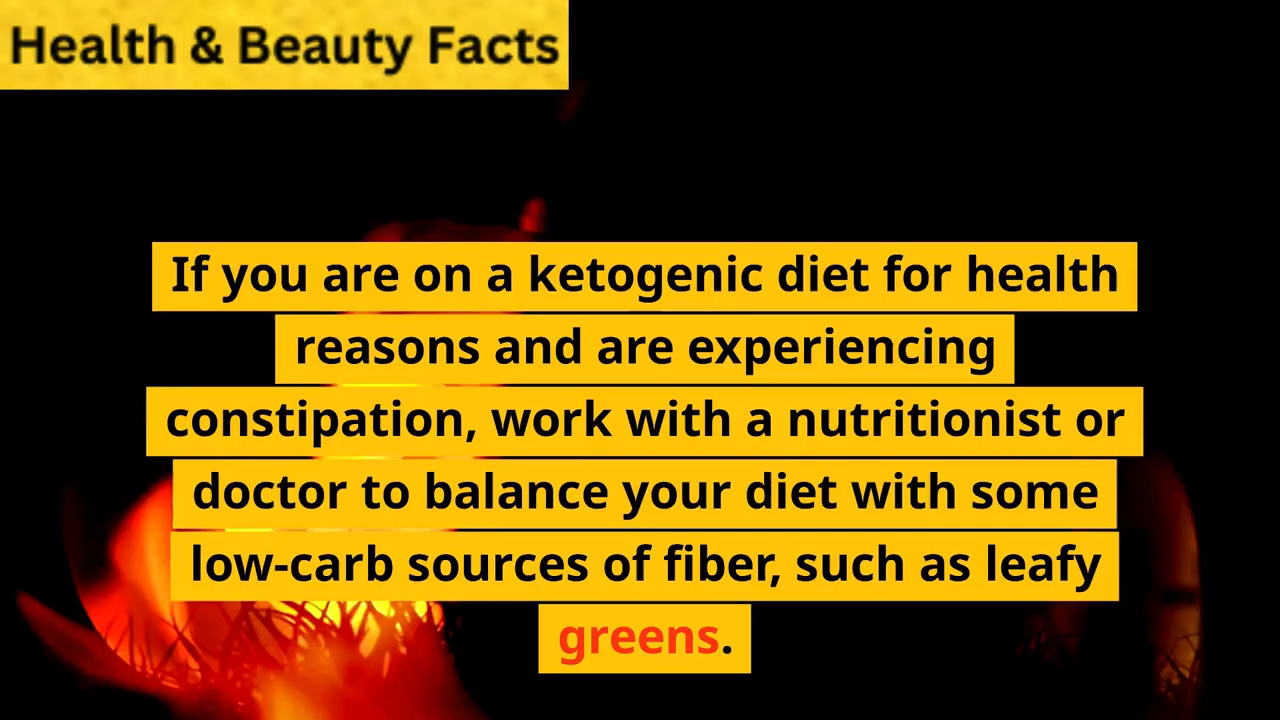 Health & Beauty Facts
If you are on a ketogenic diet for health
reasons and are experiencing
constipation, work with a nutritionist or
doctor to balance your diet with some
low-carb sources of fiber, such as leafy
greens.